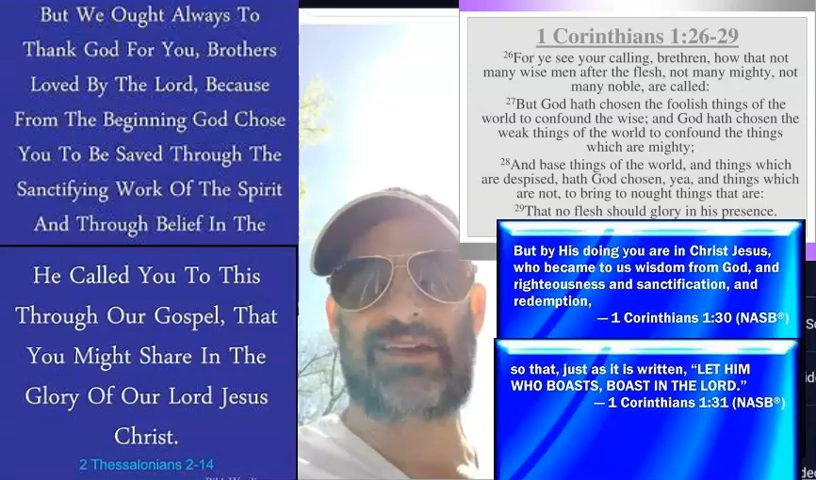 But We Ought Always To
Thank God For You, Brothers
Loved By The Lord, Because
From The Beginning God Chose
You To Be Saved Through The
Sanctifying Work Of The Spirit
And Through Belief In The
He Called You To This
Through Our Gospel, That
You Might Share In The
Glory Of Our Lord Jesus
Christ.
2 Thessalonians 2-14
1 Corinthians 1:26-29
26For ye see your calling, brethren, how that not
many wise men after the flesh, not many mighty, not
many noble, are called:
27But God hath chosen the foolish things of the
world to confound the wise; and God hath chosen the
weak things of the world to confound the things
which are mighty;
28And base things of the world, and things which
are despised, hath God chosen, yea, and things which
are not, to bring to nought things that are:
29That no flesh should glory in his presence.
But by His doing you are in Christ Jesus,
who became to us wisdom from God, and
righteousness and sanctification, and
redemption,
— 1 Corinthians 1:30 (NASB®)
so that, just as it is written, “LET HIM
WHO BOASTS, BOAST IN THE LORD.”
— 1 Corinthians 1:31 (NASB®)